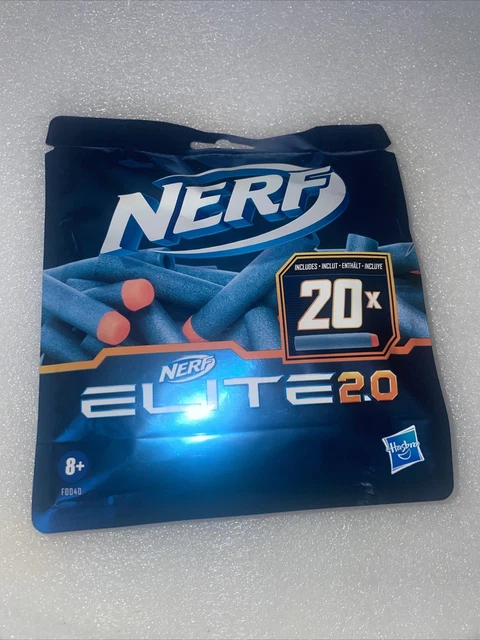 NERF
INCLUDES • INCLUT • ENTHÄLT • INCLUYE
20x
NERF
ELITE 2.0
Hasbro
8+
F0040